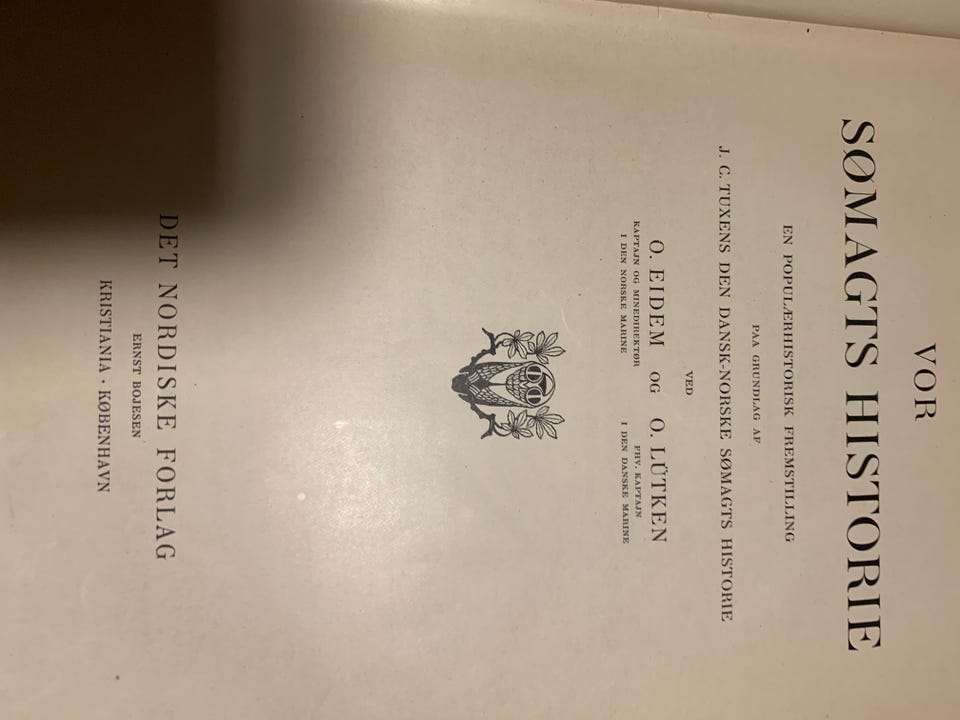 VOR
SØMAGTS HISTORIE
EN POPULÆRHISTORISK FREMSTILLING
PAA GRUNDLAG AF
J. C. TUXENS DEN DANSK-NORSKE SØMAGTS HISTORIE
VED
O. EIDEM OG O. LÜTKEN
KAPTAJN OG MINEDIREKTØR FHV. KAPTAJN
I DEN NORSKE MARINE I DEN DANSKE MARINE
DET NORDISKE FORLAG
ERNST BOJESEN
KRISTIANIA · KØBENHAVN